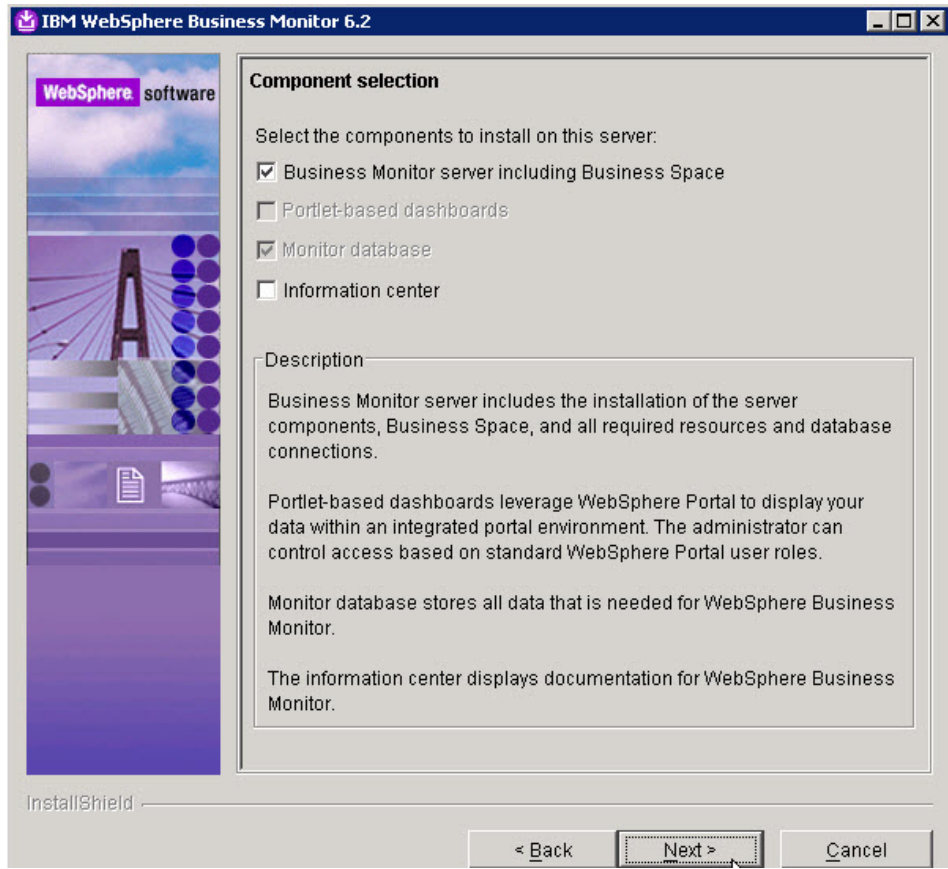 IBM WebSphere Business Monitor 6.2
WebSphere software
Component selection
Select the components to install on this server:
Business Monitor server including Business Space
Portlet-based dashboards
Monitor database
Information center
Description
Business Monitor server includes the installation of the server
components, Business Space, and all required resources and database
connections.
Portlet-based dashboards leverage WebSphere Portal to display your
data within an integrated portal environment. The administrator can
control access based on standard WebSphere Portal user roles.
Monitor database stores all data that is needed for WebSphere Business
Monitor.
The information center displays documentation for WebSphere Business
Monitor.
InstallShield
< Back Next > Cancel